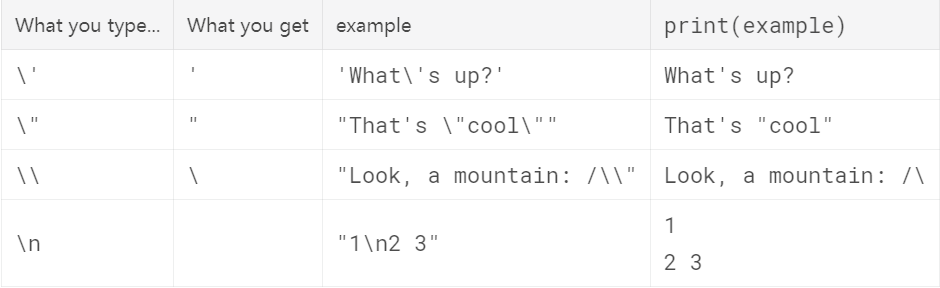 What you type... What you get example print(example)
\' ' 'What\'s up?' What's up?
\" " "That's \"cool\"" That's "cool"
\\ \ "Look, a mountain: /\\" Look, a mountain: /\
\n "1\n2 3" 1
2 3